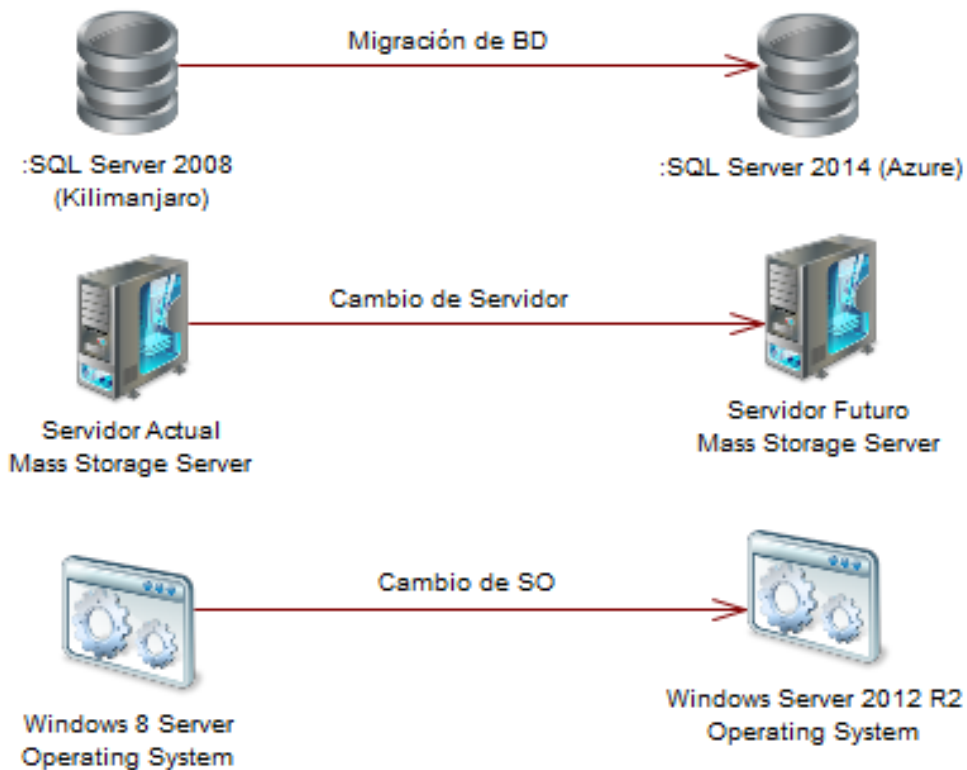 Migración de BD
:SQL Server 2008
(Kilimanjaro)
:SQL Server 2014 (Azure)
Cambio de Servidor
Servidor Actual
Mass Storage Server
Servidor Futuro
Mass Storage Server
Cambio de SO
Windows 8 Server
Operating System
Windows Server 2012 R2
Operating System